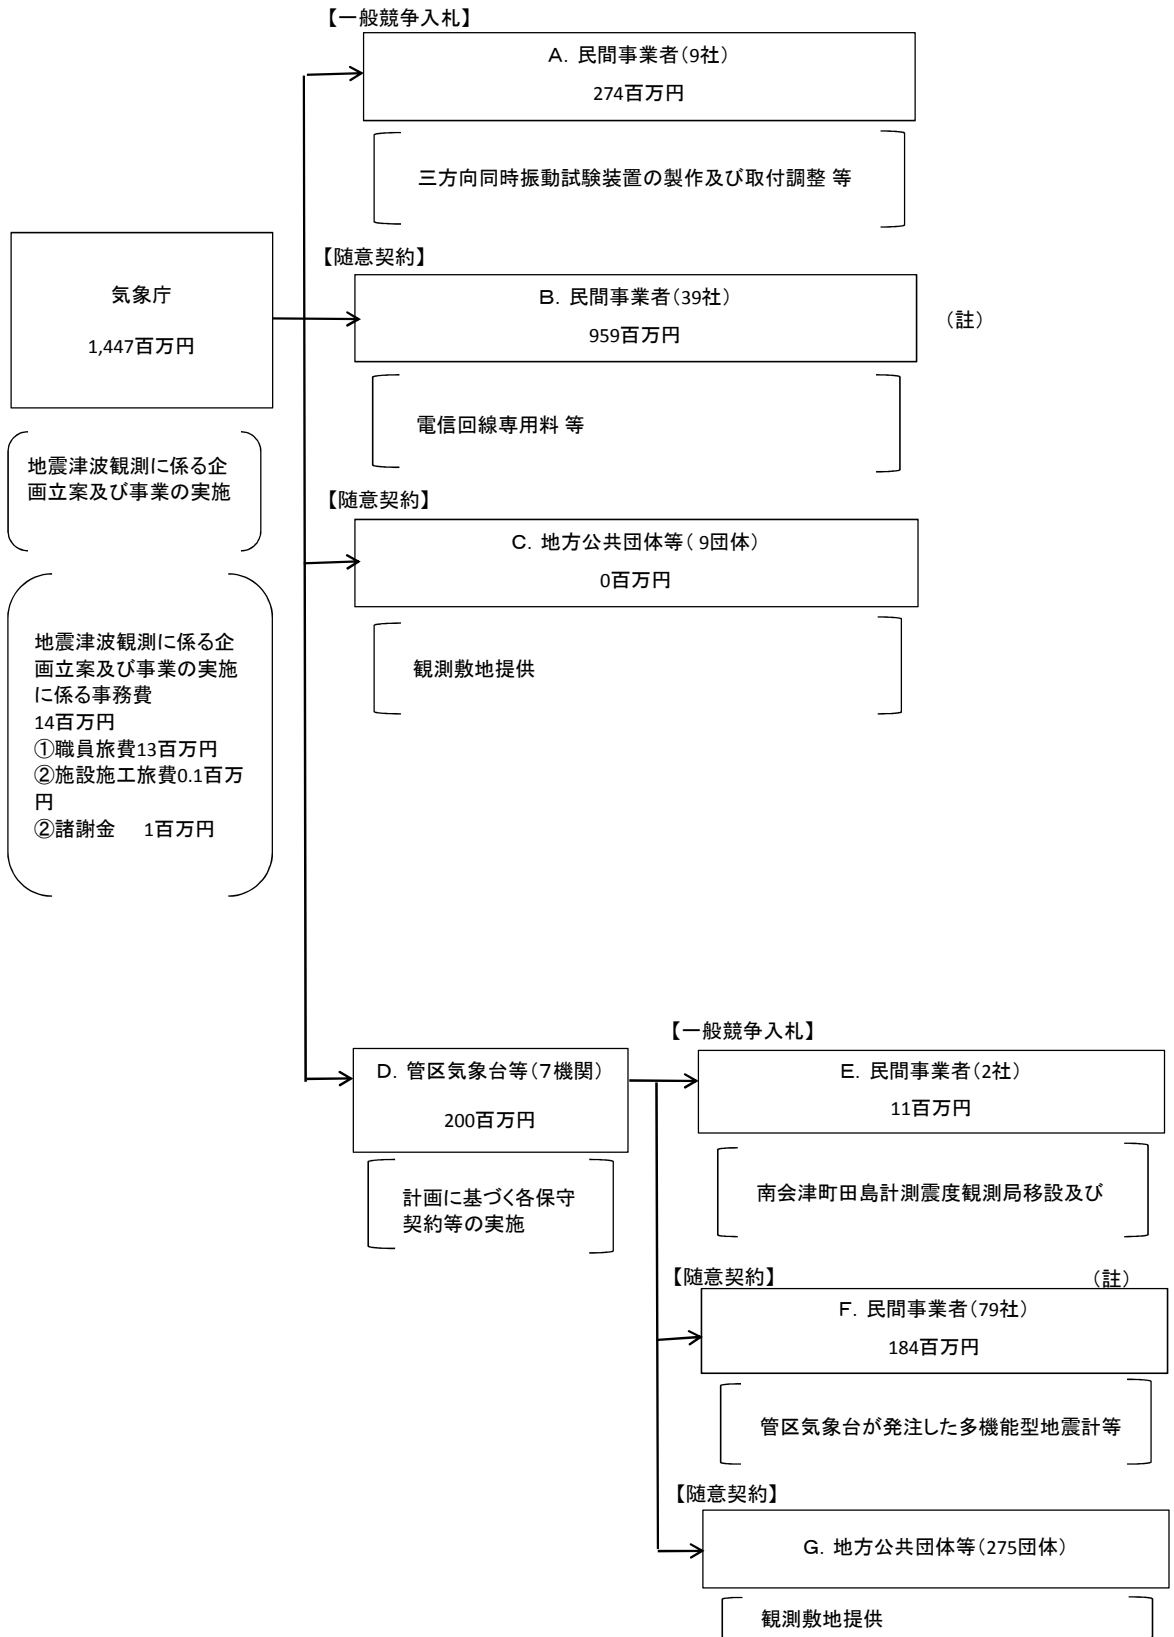 【一般競争入札】
A. 民間事業者(9社)
274百万円
三方向同時振動試験装置の製作及び取付調整 等
【随意契約】
気象庁
1,447百万円
B. 民間事業者(39社)
959百万円
(註)
電信回線専用料 等
地震津波観測に係る企
画立案及び事業の実施
【随意契約】
C. 地方公共団体等( 9団体)
0百万円
観測敷地提供
地震津波観測に係る企
画立案及び事業の実施
に係る事務費
14百万円
①職員旅費13百万円
②施設施工旅費0.1百万
円
②諸謝金 1百万円
D. 管区気象台等(7機関)
200百万円
計画に基づく各保守
契約等の実施
【一般競争入札】
E. 民間事業者(2社)
11百万円
南会津町田島計測震度観測局移設及び
【随意契約】
(註)
F. 民間事業者(79社)
184百万円
管区気象台が発注した多機能型地震計等
【随意契約】
G. 地方公共団体等(275団体)
観測敷地提供